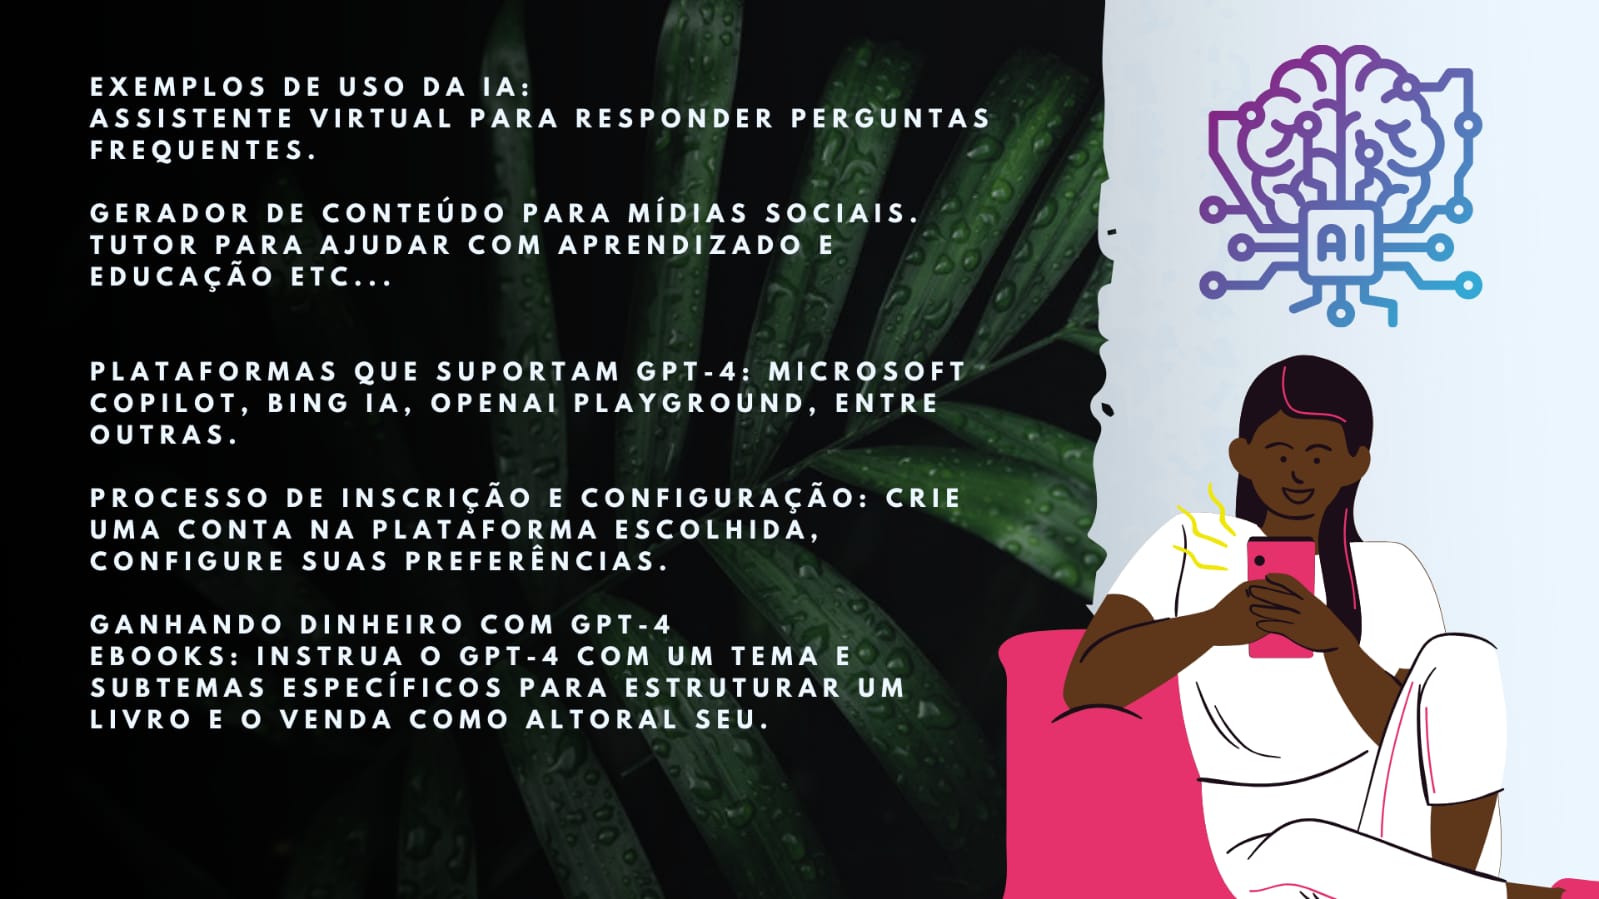 EXEMPLOS DE USO DA IA:
ASSISTENTE VIRTUAL PARA RESPONDER PERGUNTAS
FREQUENTES.
GERADOR DE CONTEÚDO PARA MÍDIAS SOCIAIS.
TUTOR PARA AJUDAR COM APRENDIZADO E
EDUCAÇÃO ETC...
PLATAFORMAS QUE SUPORTAM GPT-4: MICROSOFT
COPILOT, BING IA, OPENAI PLAYGROUND, ENTRE
OUTRAS.
PROCESSO DE INSCRIÇÃO E CONFIGURAÇÃO: CRIE
UMA CONTA NA PLATAFORMA ESCOLHIDA,
CONFIGURE SUAS PREFERÊNCIAS.
GANHANDO DINHEIRO COM GPT-4
EBOOKS: INSTRUA O GPT-4 COM UM TEMA E
SUBTEMAS ESPECÍFICOS PARA ESTRUTURAR UM
LIVRO E O VENDA COMO ALTORAL SEU.
AI